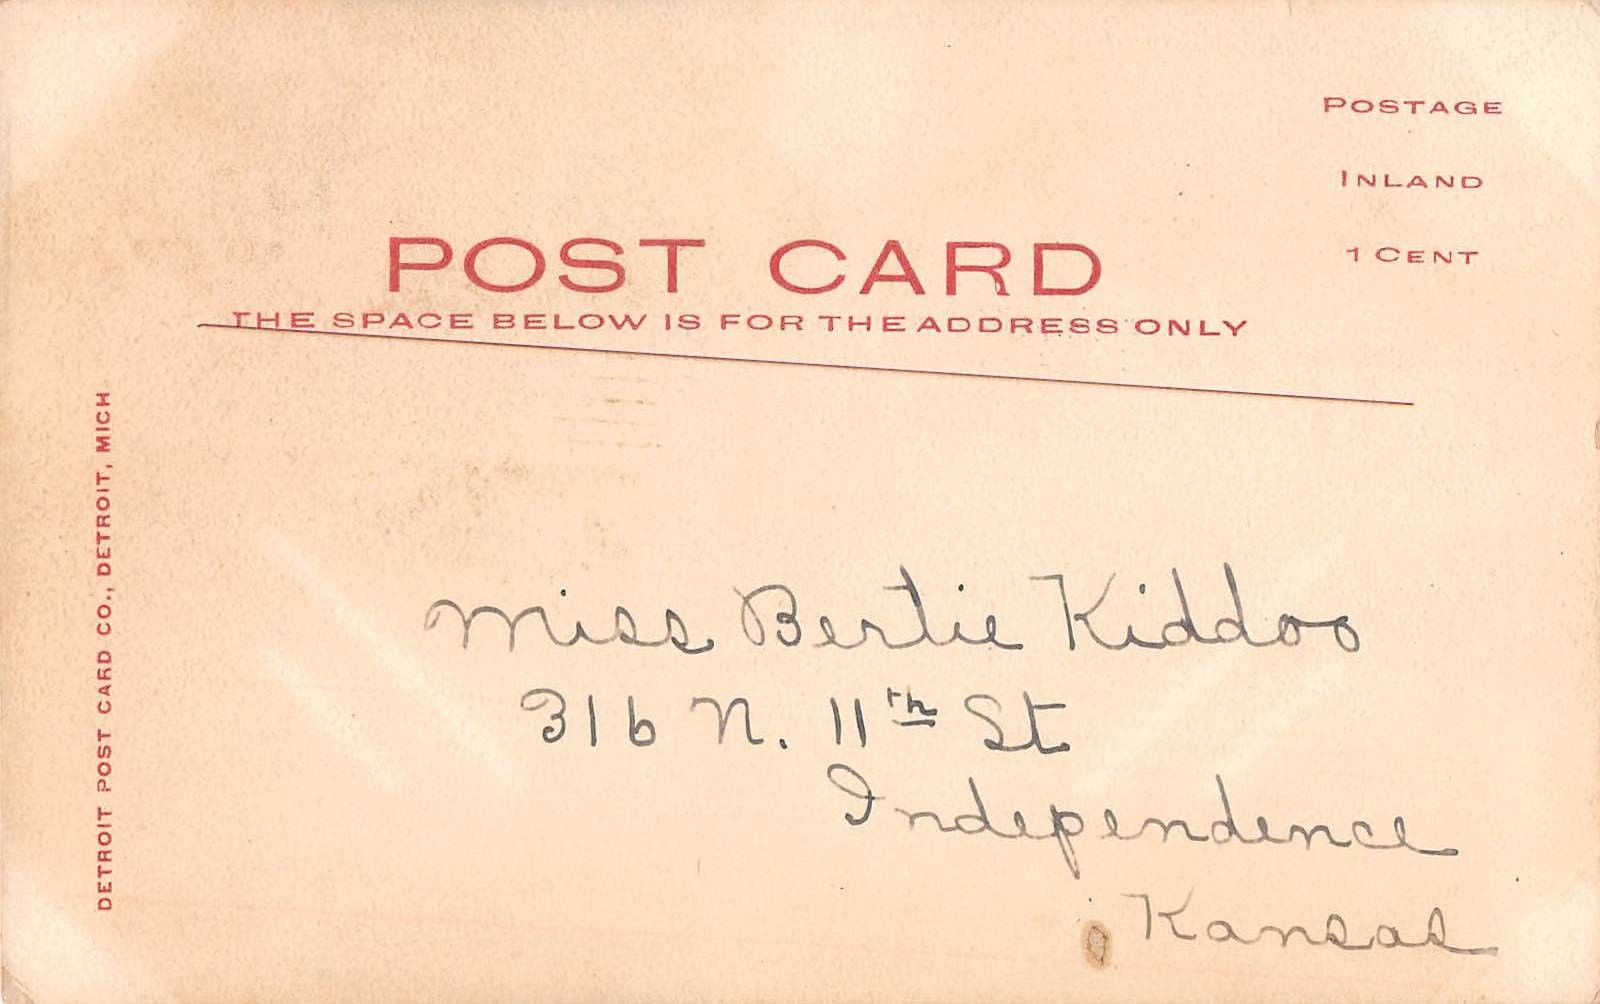 POSTAGE
INLAND
1 CENT
POST CARD
THE SPACE BELOW IS FOR THE ADDRESS ONLY
DETROIT POST CARD CO., DETROIT, MICH
Miss Bertie Kiddoo
316 N. 11th St
Independence
Kansas